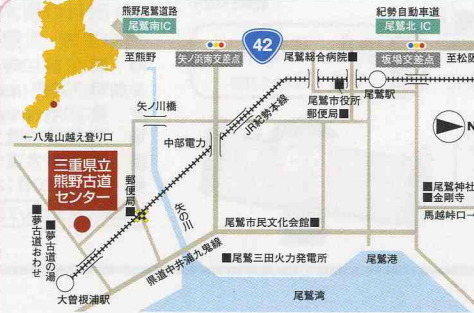 熊野尾鷲道路
尾鷲南IC
紀勢自動車道
尾鷲北 IC
至熊野
矢ノ浜南交差点
42
尾鷲総合病院
坂場交差点
至松阪
尾鷲市役所
郵便局
尾鷲駅
矢ノ川橋
JR紀勢本線
中部電力
N
←八鬼山越え登り口
三重県立
熊野古道
センター
郵便局
矢の川
尾鷲神社
金剛寺
馬越峠口→
夢古道の湯
夢古道おわせ
尾鷲市民文化会館
県道中井浦九鬼線
尾鷲三田火力発電所
尾鷲港
大曽根浦駅
尾鷲湾